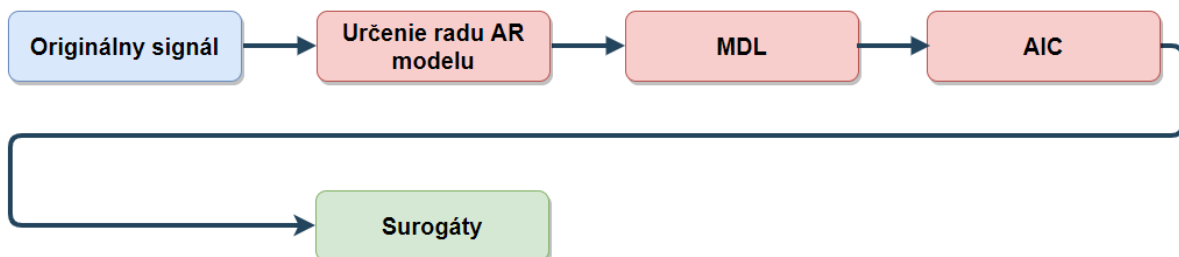 Originálny signál
Určenie radu AR
modelu
MDL
AIC
Surogáty